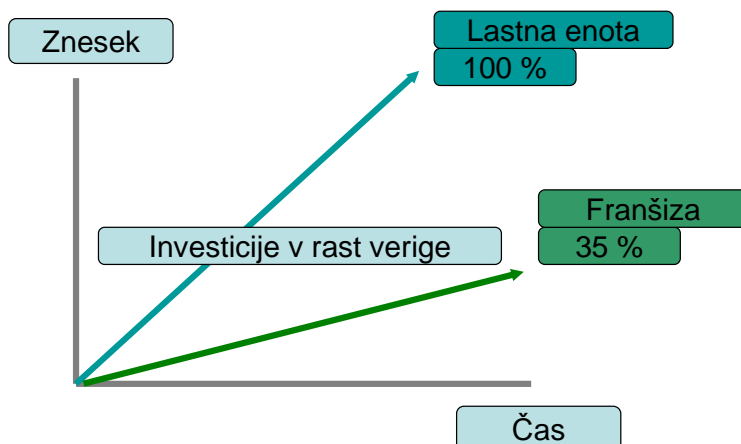 Znesek
Lastna enota
100 %
Franšiza
35 %
Investicije v rast verige
Čas